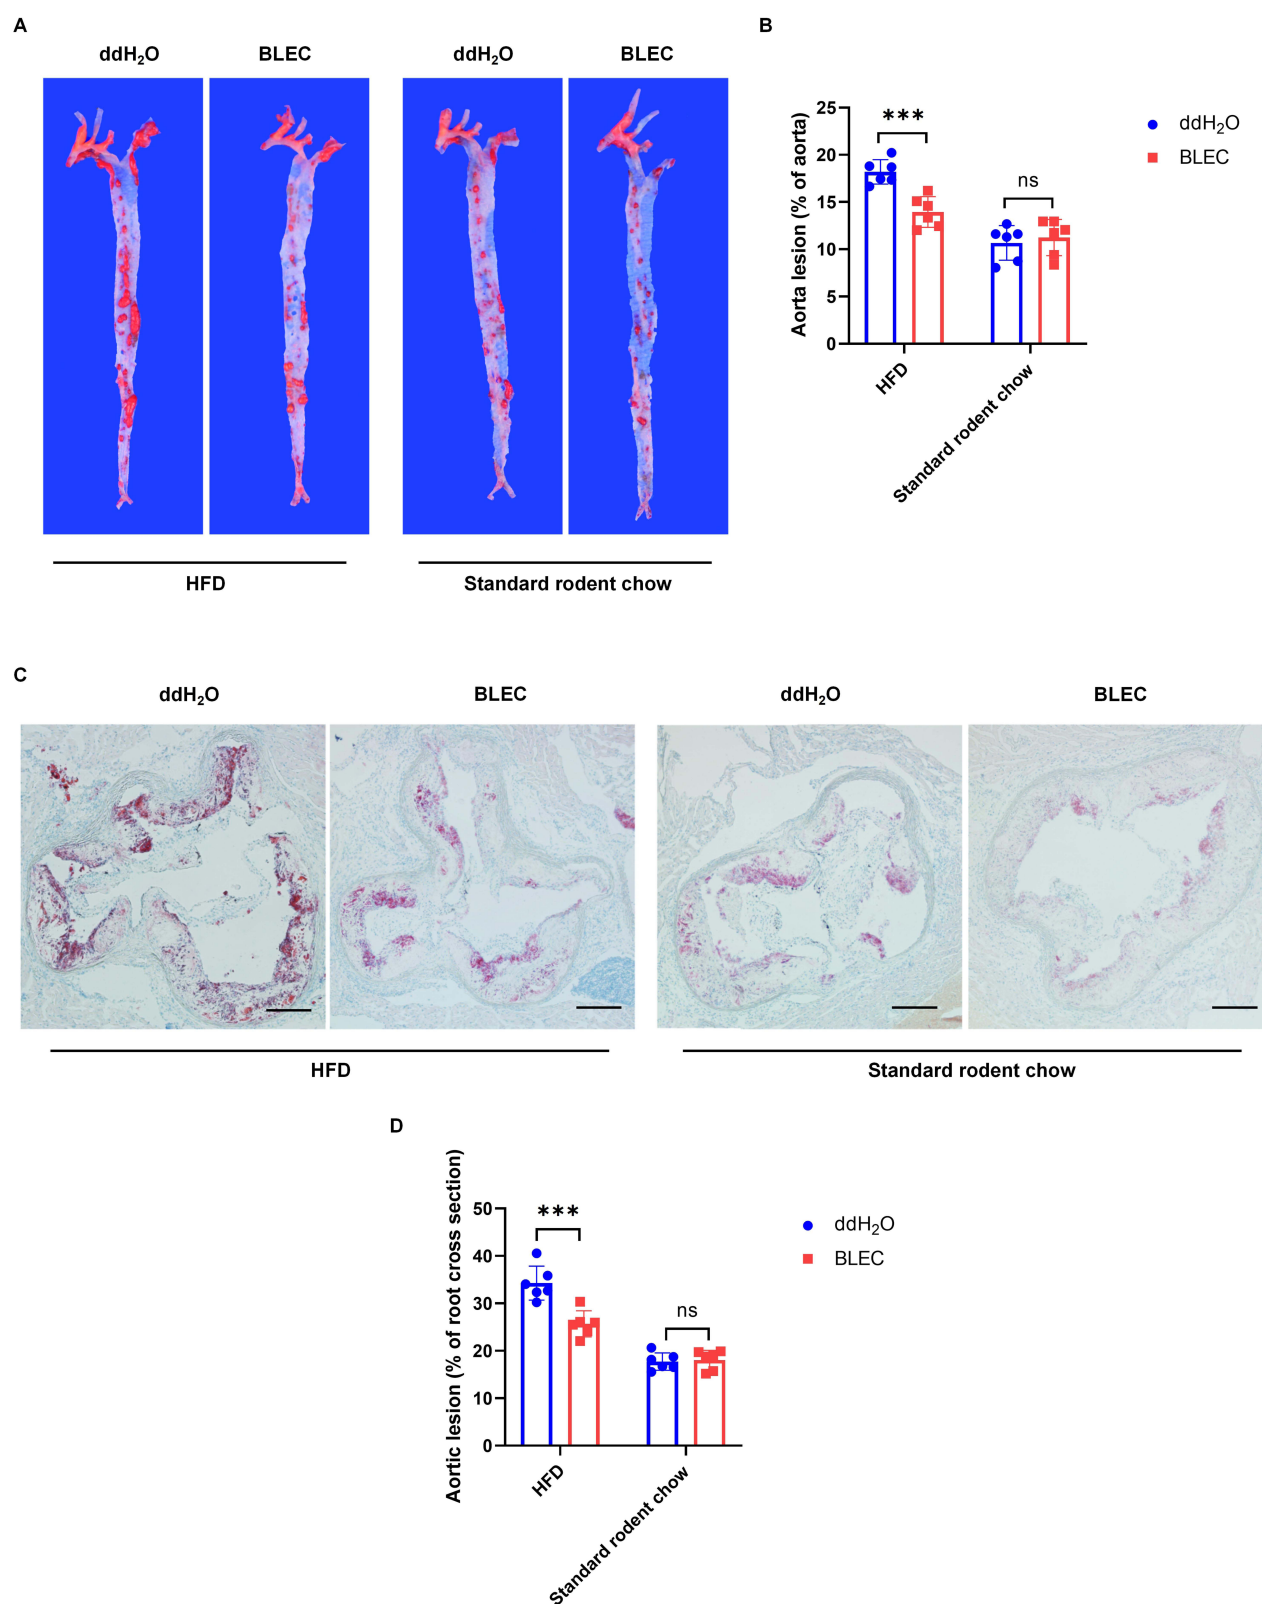 A
ddH₂O
BLEC
ddH₂O
BLEC
HFD
Standard rodent chow
B
Aorta lesion (% of aorta)
25
20
15
10
5
0
***
ns
HFD
Standard rodent chow
ddH₂O
BLEC
C
ddH₂O
BLEC
ddH₂O
BLEC
HFD
Standard rodent chow
D
Aortic lesion (% of root cross section)
50
40
30
20
10
0
***
ns
HFD
Standard rodent chow
ddH₂O
BLEC